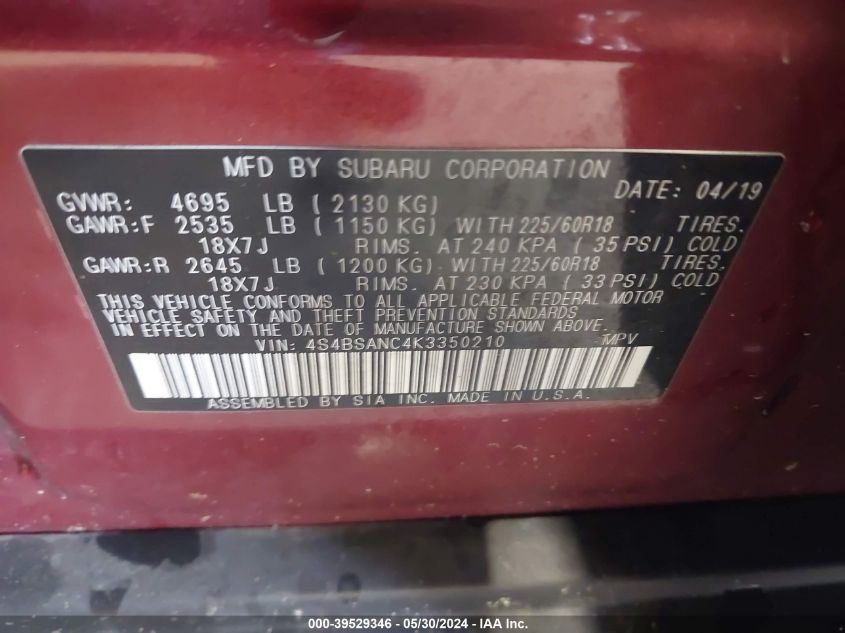 MFD BY SUBARU CORPORATION
DATE: 04/19
GVWR: 4695 LB ( 2130 KG)
GAWR:F 2535 LB ( 1150 KG) WITH 225/60R18 TIRES.
18X7J RIMS. AT 240 KPA ( 35 PSI) COLD
GAWR:R 2645 LB ( 1200 KG) WITH 225/60R18 TIRES.
18X7J RIMS. AT 230 KPA ( 33 PSI) COLD
THIS VEHICLE CONFORMS TO ALL APPLICABLE FEDERAL MOTOR
VEHICLE SAFETY AND THEFT PREVENTION STANDARDS
IN EFFECT ON THE DATE OF MANUFACTURE SHOWN ABOVE.
VIN: 4S4BSANC4K3350210 MPV
ASSEMBLED BY SIA INC. MADE IN U.S.A.
000-39529346 - 05/30/2024 - IAA Inc.